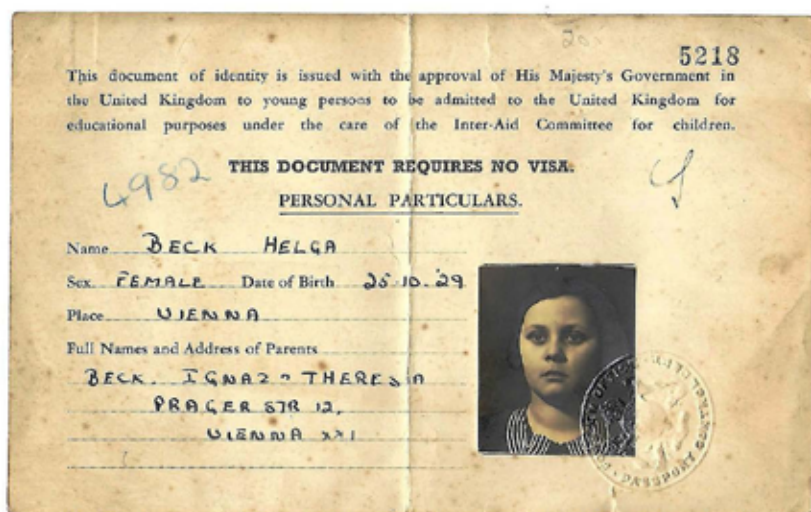 20
5218
This document of identity is issued with the approval of His Majesty's Government in
the United Kingdom to young persons to be admitted to the United Kingdom for
educational purposes under the care of the Inter-Aid Committee for children.
THIS DOCUMENT REQUIRES NO VISA.
4982
PERSONAL PARTICULARS.
Name BECK HELGA
Sex FEMALE Date of Birth 25.10.29
Place VIENNA
Full Names and Address of Parents
BECK. IGNAZ THERESIA
PRAGER STR 12,
VIENNA XXI
PASSPORT